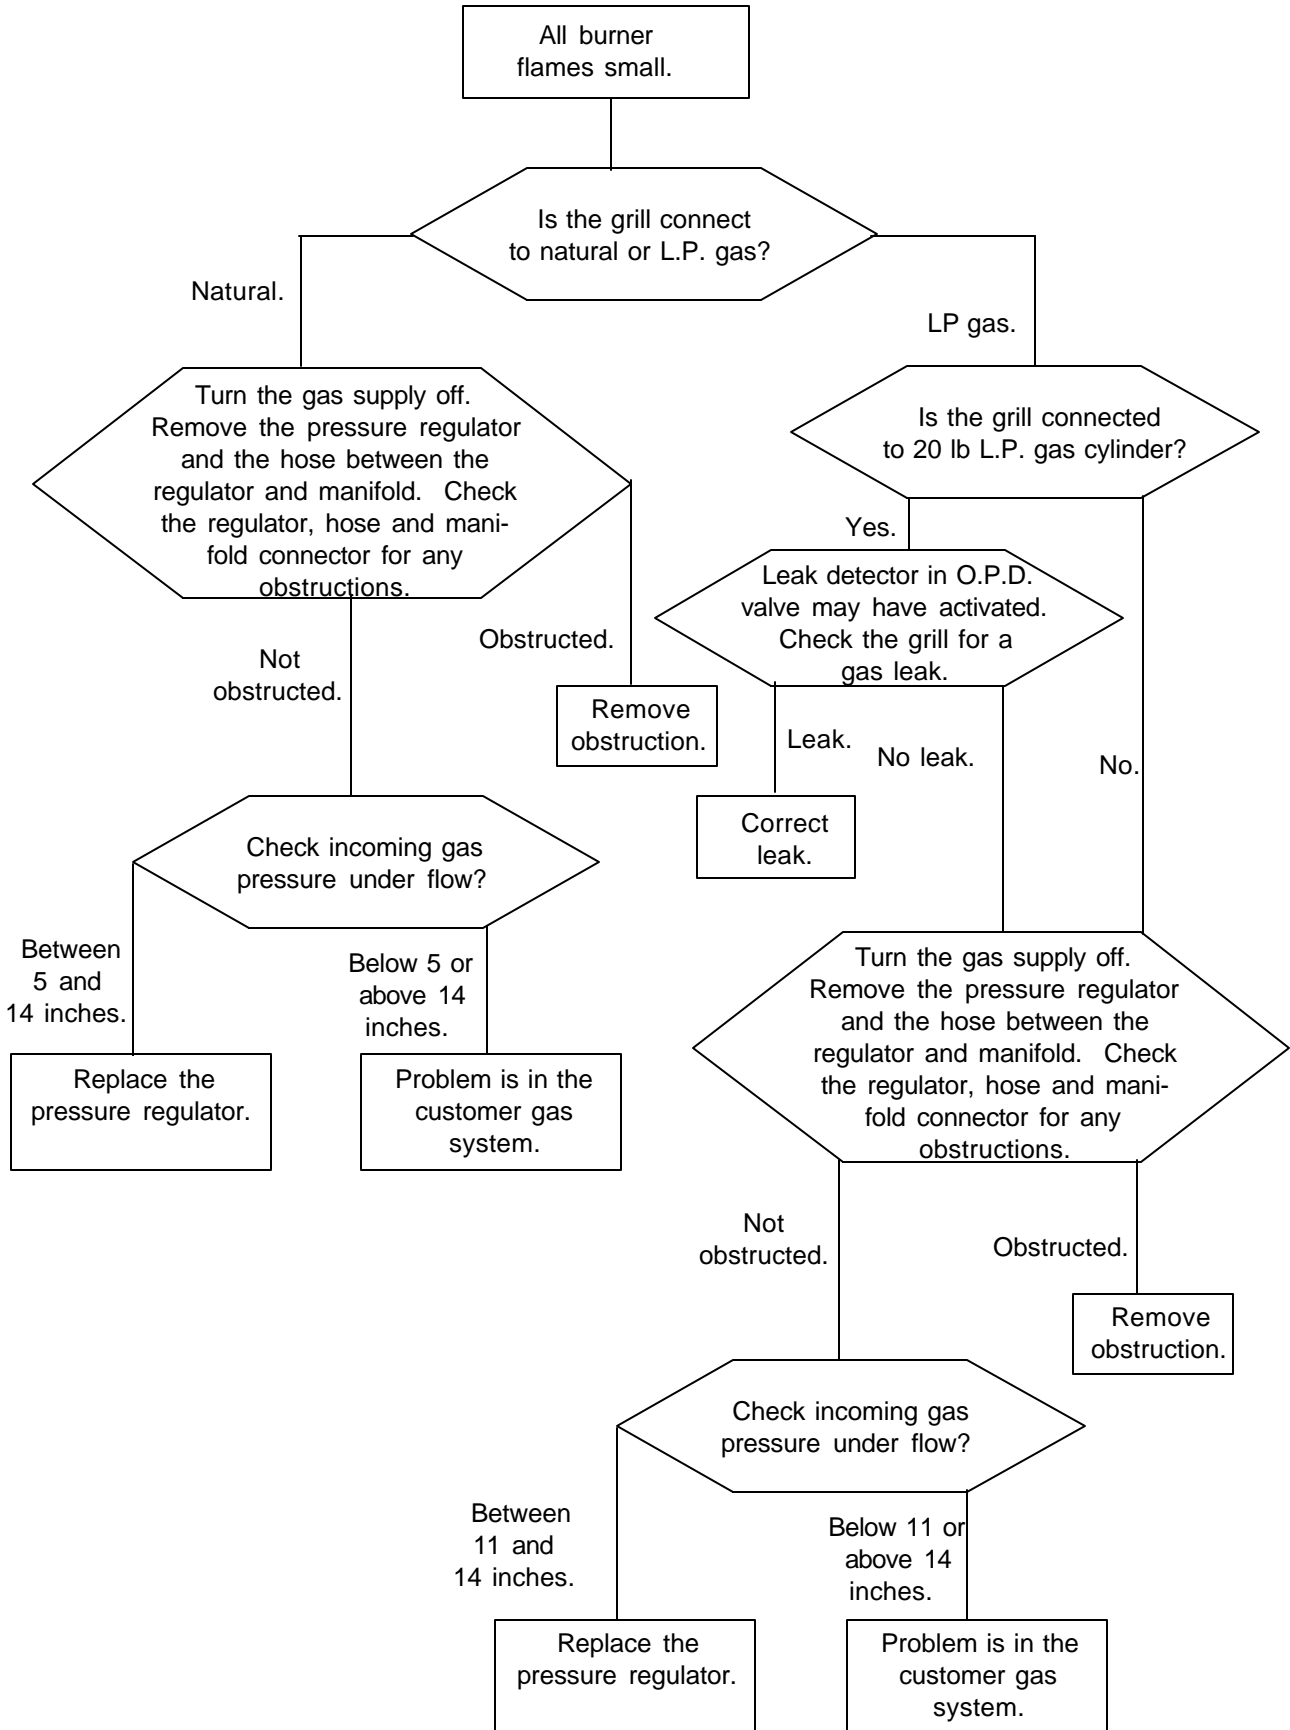 All burner
flames small.
Is the grill connect
to natural or L.P. gas?
Natural.
LP gas.
Turn the gas supply off.
Remove the pressure regulator
and the hose between the
regulator and manifold. Check
the regulator, hose and mani-
fold connector for any
obstructions.
Is the grill connected
to 20 lb L.P. gas cylinder?
Yes.
Leak detector in O.P.D.
valve may have activated.
Check the grill for a
gas leak.
Not
obstructed.
Obstructed.
Remove
obstruction.
Leak.
No leak.
No.
Correct
leak.
Check incoming gas
pressure under flow?
Between
5 and
14 inches.
Below 5 or
above 14
inches.
Replace the
pressure regulator.
Problem is in the
customer gas
system.
Turn the gas supply off.
Remove the pressure regulator
and the hose between the
regulator and manifold. Check
the regulator, hose and mani-
fold connector for any
obstructions.
Not
obstructed.
Obstructed.
Remove
obstruction.
Check incoming gas
pressure under flow?
Between
11 and
14 inches.
Below 11 or
above 14
inches.
Replace the
pressure regulator.
Problem is in the
customer gas
system.